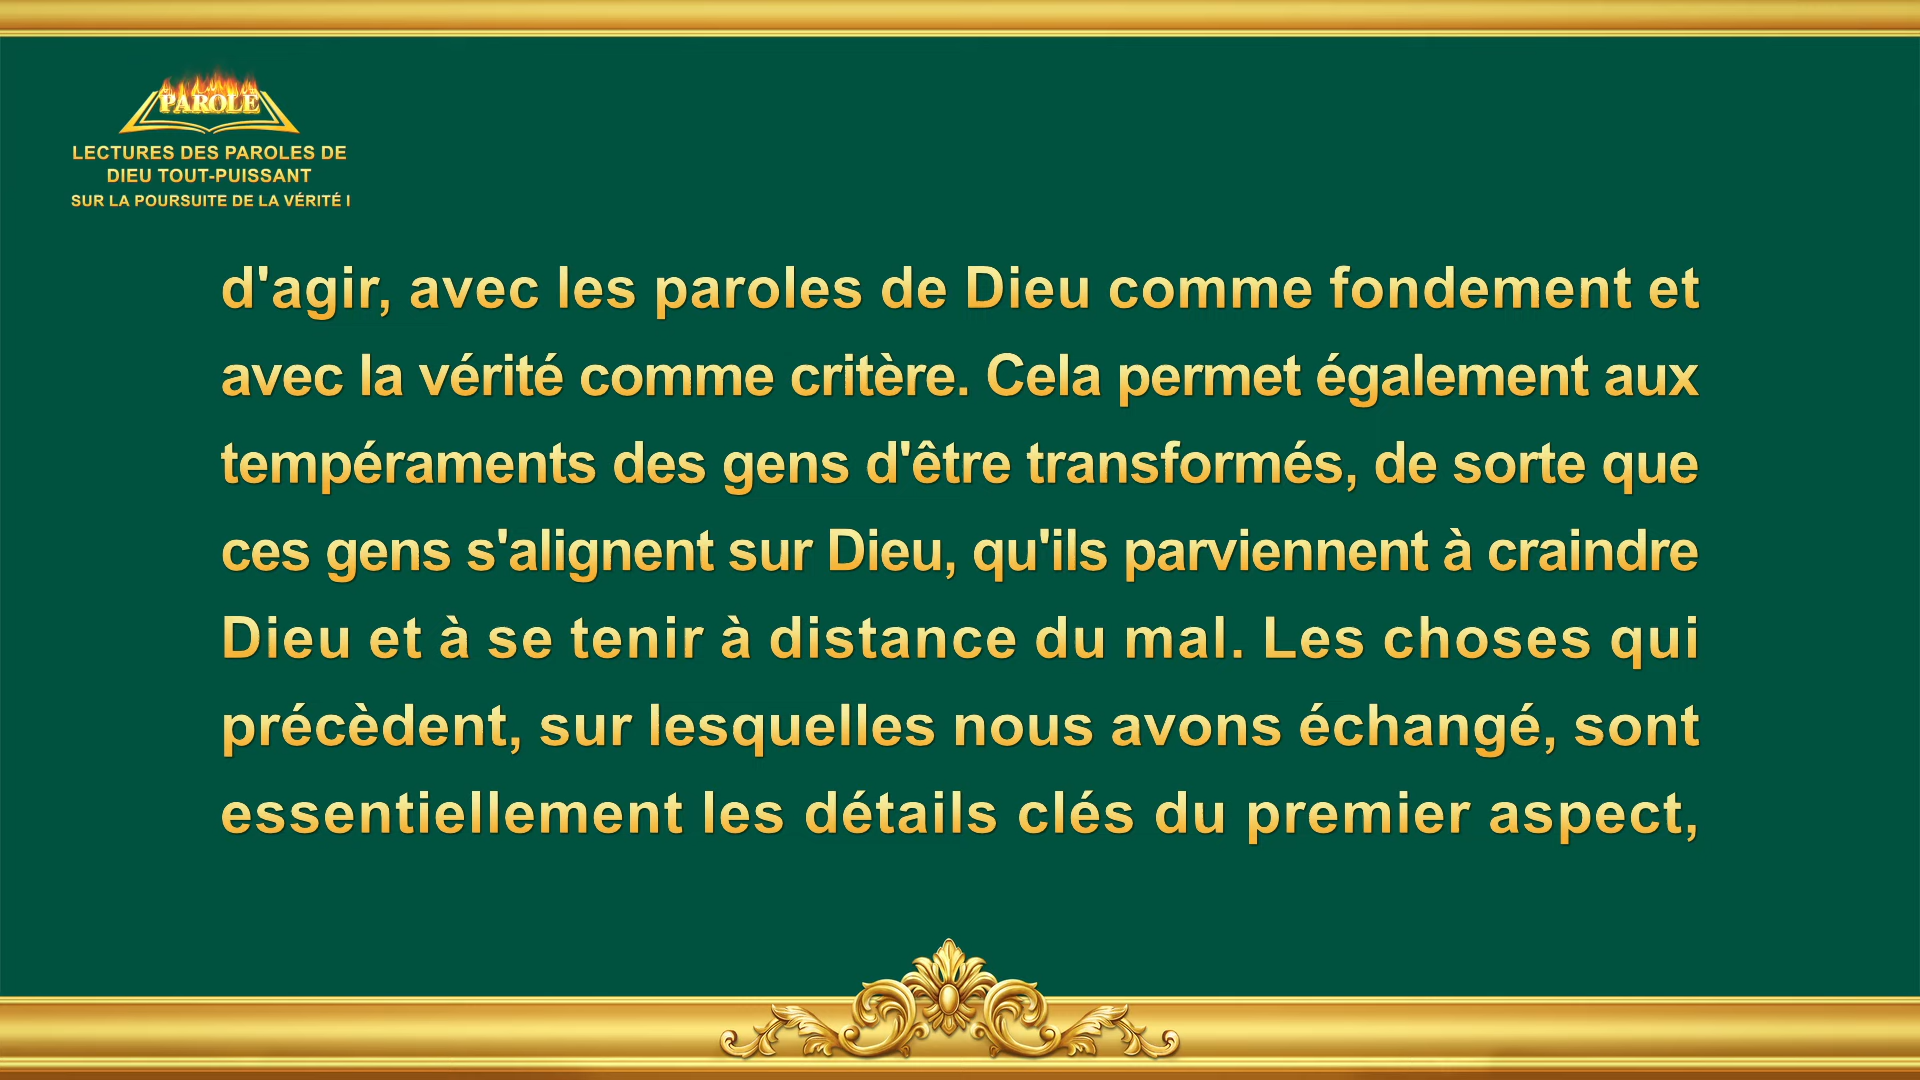 PAROLE
LECTURES DES PAROLES DE
DIEU TOUT-PUISSANT
SUR LA POURSUITE DE LA VÉRITÉ I
d'agir, avec les paroles de Dieu comme fondement et
avec la vérité comme critère. Cela permet également aux
tempéraments des gens d'être transformés, de sorte que
ces gens s'alignent sur Dieu, qu'ils parviennent à craindre
Dieu et à se tenir à distance du mal. Les choses qui
précèdent, sur lesquelles nous avons échangé, sont
essentiellement les détails clés du premier aspect,